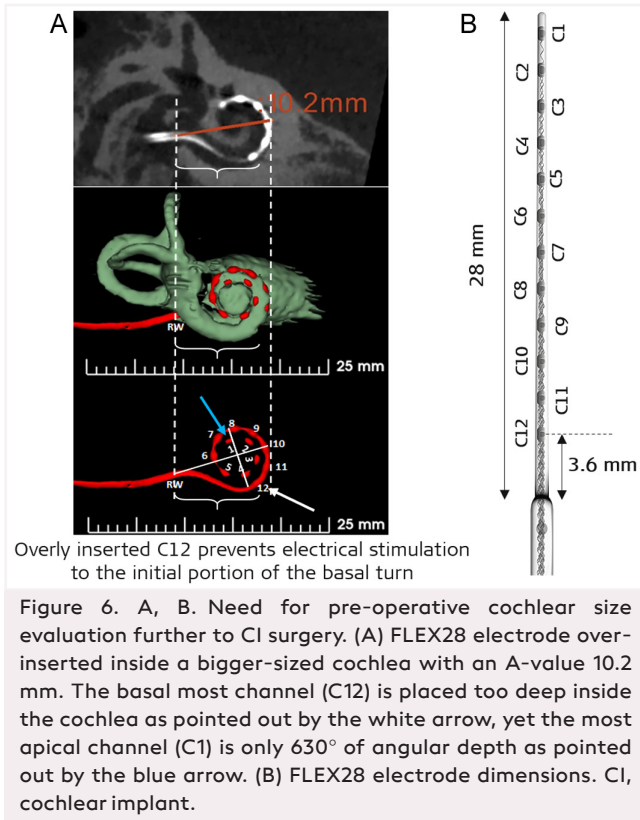 A
B
10.2mm
RW
25 mm
8
7
9
1
2
10
6
3
5
4
11
RW
12
25 mm
Overly inserted C12 prevents electrical stimulation
to the initial portion of the basal turn
C1
C2
C3
C4
C5
C6
C7
C8
C9
C10
C11
C12
28 mm
3.6 mm
Figure 6. A, B. Need for pre-operative cochlear size
evaluation further to CI surgery. (A) FLEX28 electrode over-
inserted inside a bigger-sized cochlea with an A-value 10.2
mm. The basal most channel (C12) is placed too deep inside
the cochlea as pointed out by the white arrow, yet the most
apical channel (C1) is only 630° of angular depth as pointed
out by the blue arrow. (B) FLEX28 electrode dimensions. CI,
cochlear implant.